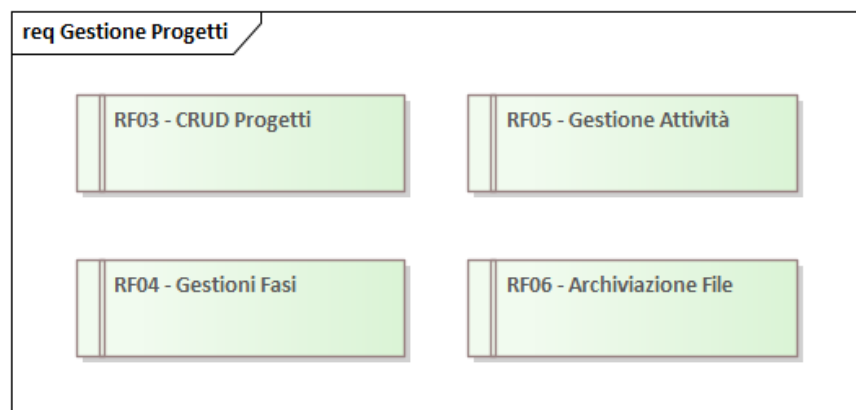 req Gestione Progetti
RF03 - CRUD Progetti
RF05 - Gestione Attività
RF04 - Gestioni Fasi
RF06 - Archiviazione File